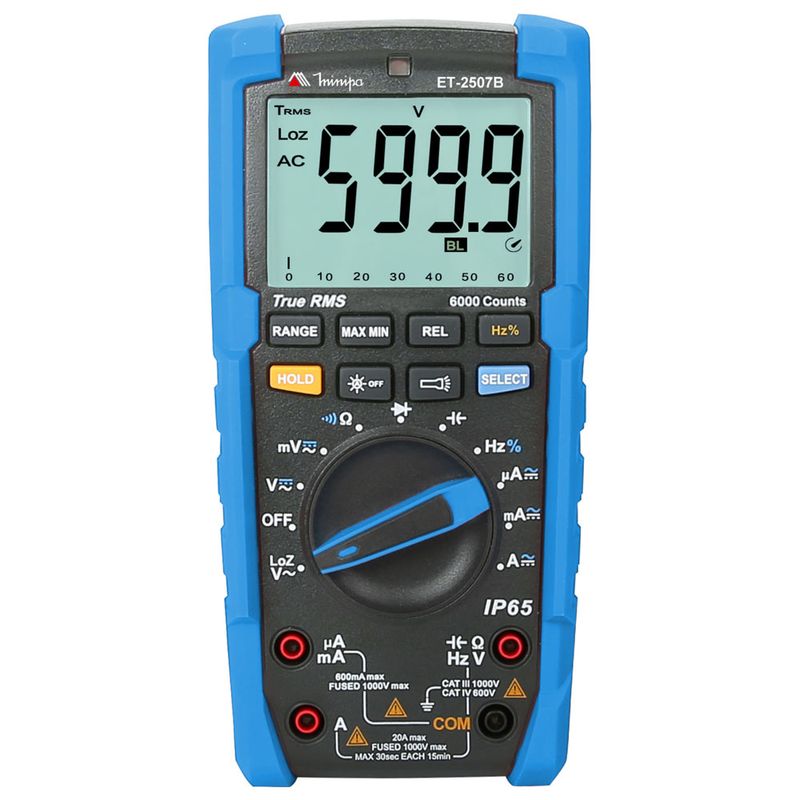 Minipa ET-2507B
TRMS V
Loz
AC
599.9
BL
0 10 20 30 40 50 60
True RMS 6000 Counts
RANGE MAX MIN REL Hz%
HOLD OFF SELECT
Ω
mV Hz%
V µA
OFF mA
LoZ A
V~
IP65
µA Ω
mA Hz V
600mA max
FUSED 1000V max
CAT III 1000V
CAT IV 600V
A COM
20A max
FUSED 1000V max
MAX 30sec EACH 15min